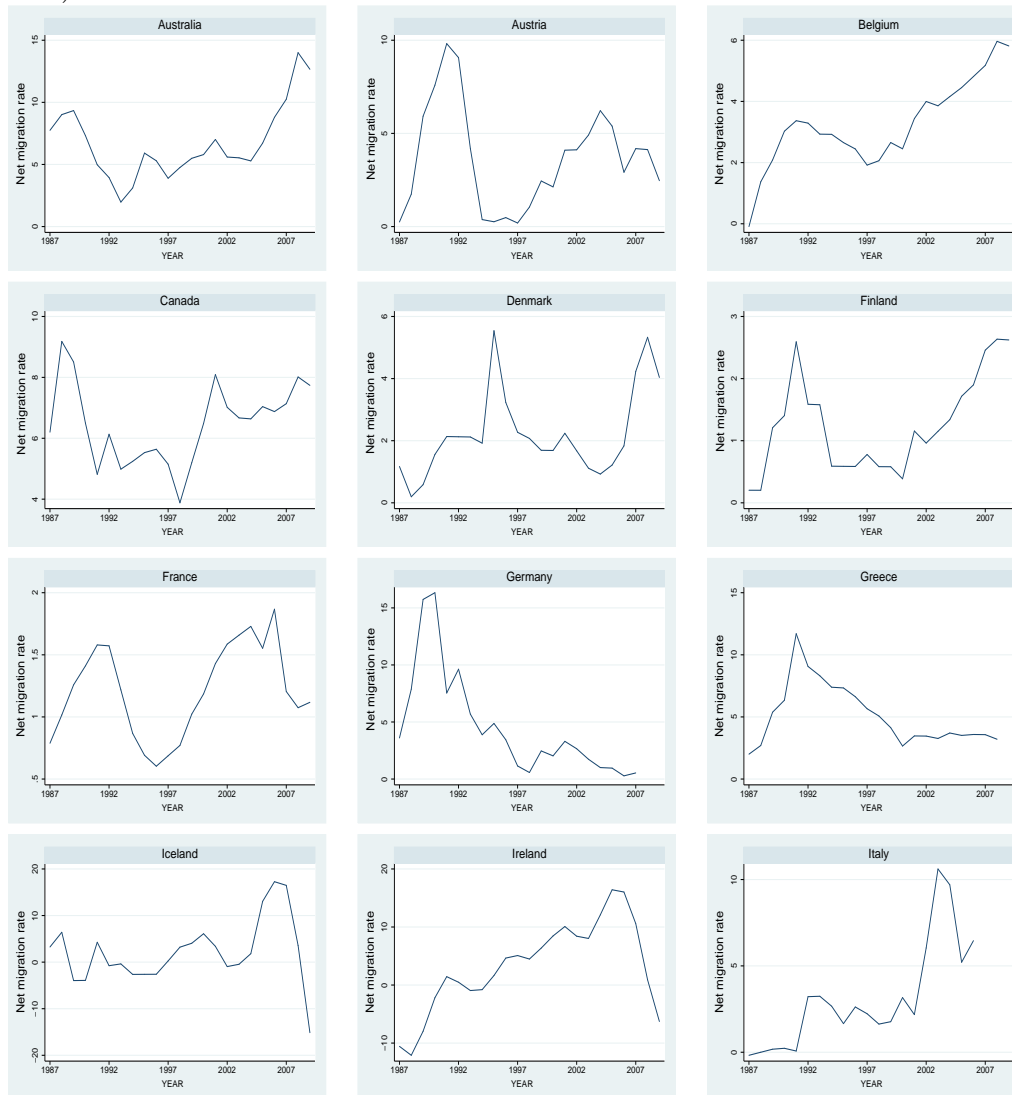 Australia Austria Belgium
Net migration rate Net migration rate Net migration rate
15 10 6
10 5 4
5 0 2
0 0
1987 1992 1997 2002 2007 1987 1992 1997 2002 2007 1987 1992 1997 2002 2007
YEAR YEAR YEAR
Canada Denmark Finland
Net migration rate Net migration rate Net migration rate
10 6 3
8 4 2
6 2 1
4 0 0
1987 1992 1997 2002 2007 1987 1992 1997 2002 2007 1987 1992 1997 2002 2007
YEAR YEAR YEAR
France Germany Greece
Net migration rate Net migration rate Net migration rate
2 15 15
1.5 10 10
1 5 5
.5 0 0
1987 1992 1997 2002 2007 1987 1992 1997 2002 2007 1987 1992 1997 2002 2007
YEAR YEAR YEAR
Iceland Ireland Italy
Net migration rate Net migration rate Net migration rate
20 20 10
10 10 5
0 0 0
-10 -10
-20
1987 1992 1997 2002 2007 1987 1992 1997 2002 2007 1987 1992 1997 2002 2007
YEAR YEAR YEAR